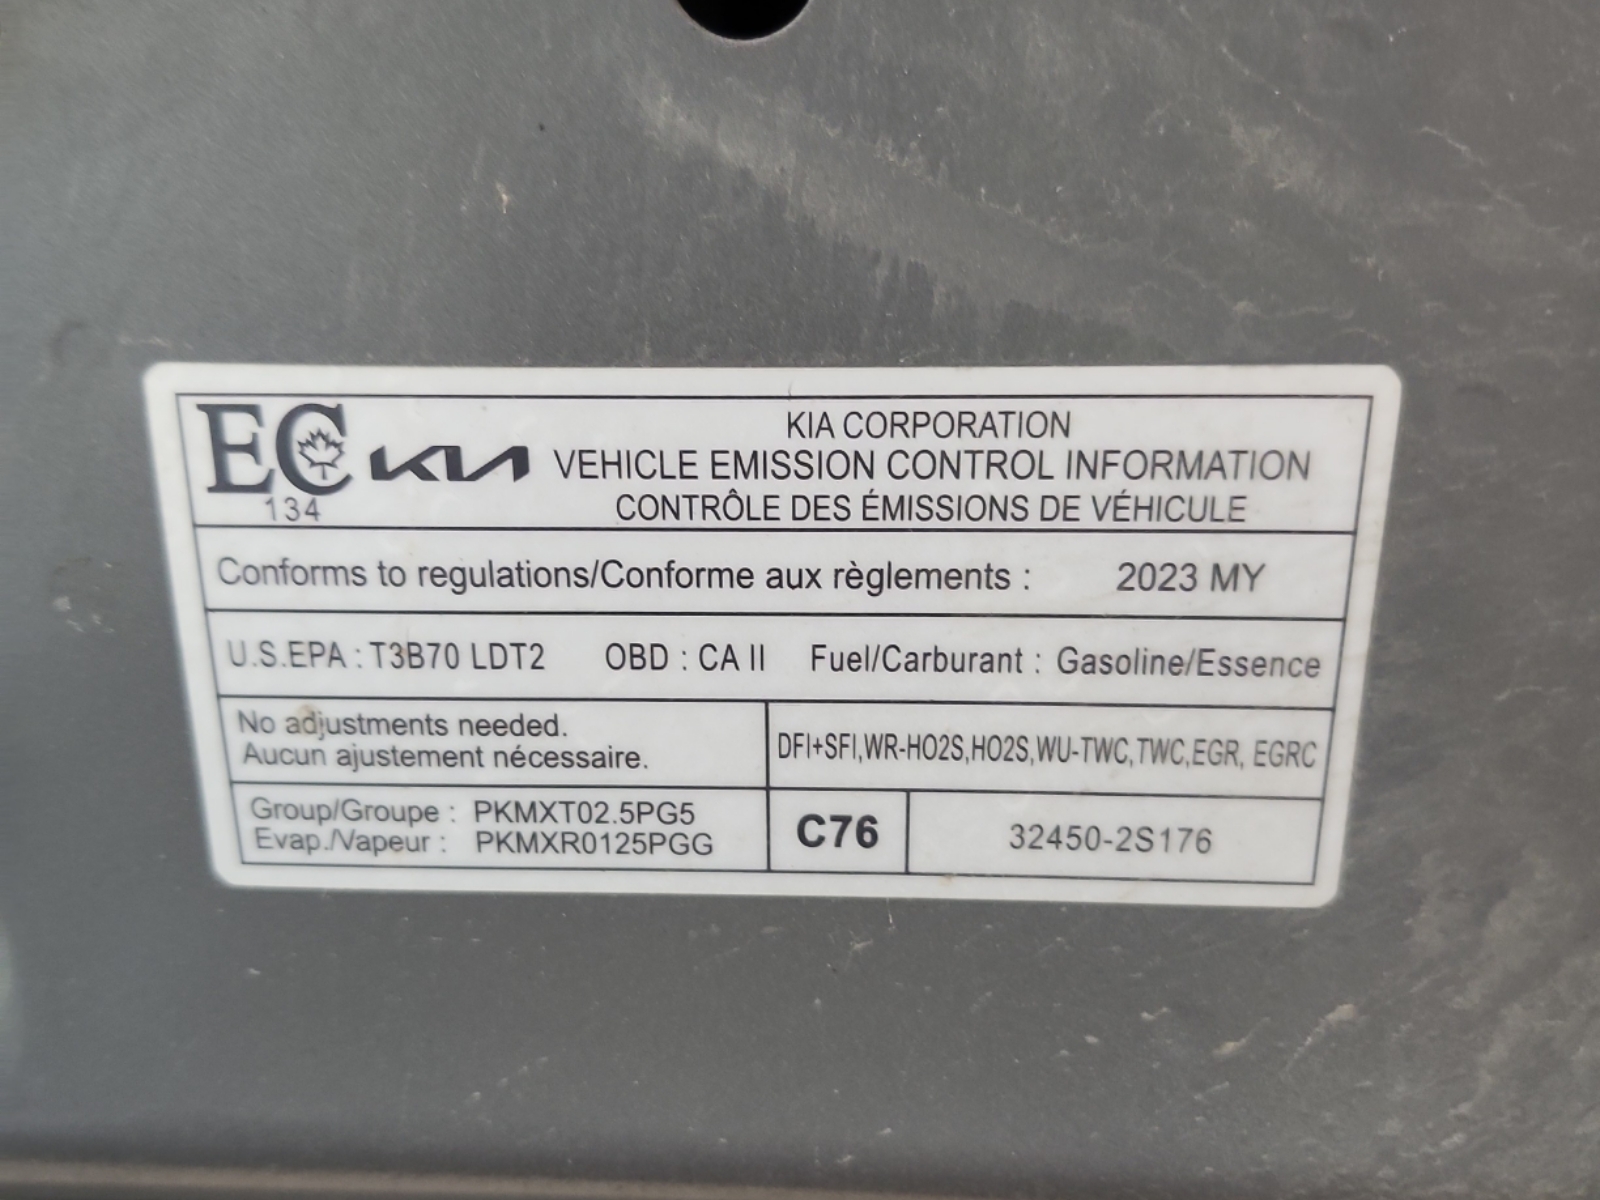 EC KIA
134
KIA CORPORATION
VEHICLE EMISSION CONTROL INFORMATION
CONTRÔLE DES ÉMISSIONS DE VÉHICULE
Conforms to regulations/Conforme aux règlements : 2023 MY
U.S.EPA : T3B70 LDT2 OBD : CA II Fuel/Carburant : Gasoline/Essence
No adjustments needed.
Aucun ajustement nécessaire.
DFI+SFI,WR-HO2S,HO2S,WU-TWC,TWC,EGR, EGRC
Group/Groupe : PKMXT02.5PG5
Evap./Vapeur : PKMXR0125PGG
C76
32450-2S176